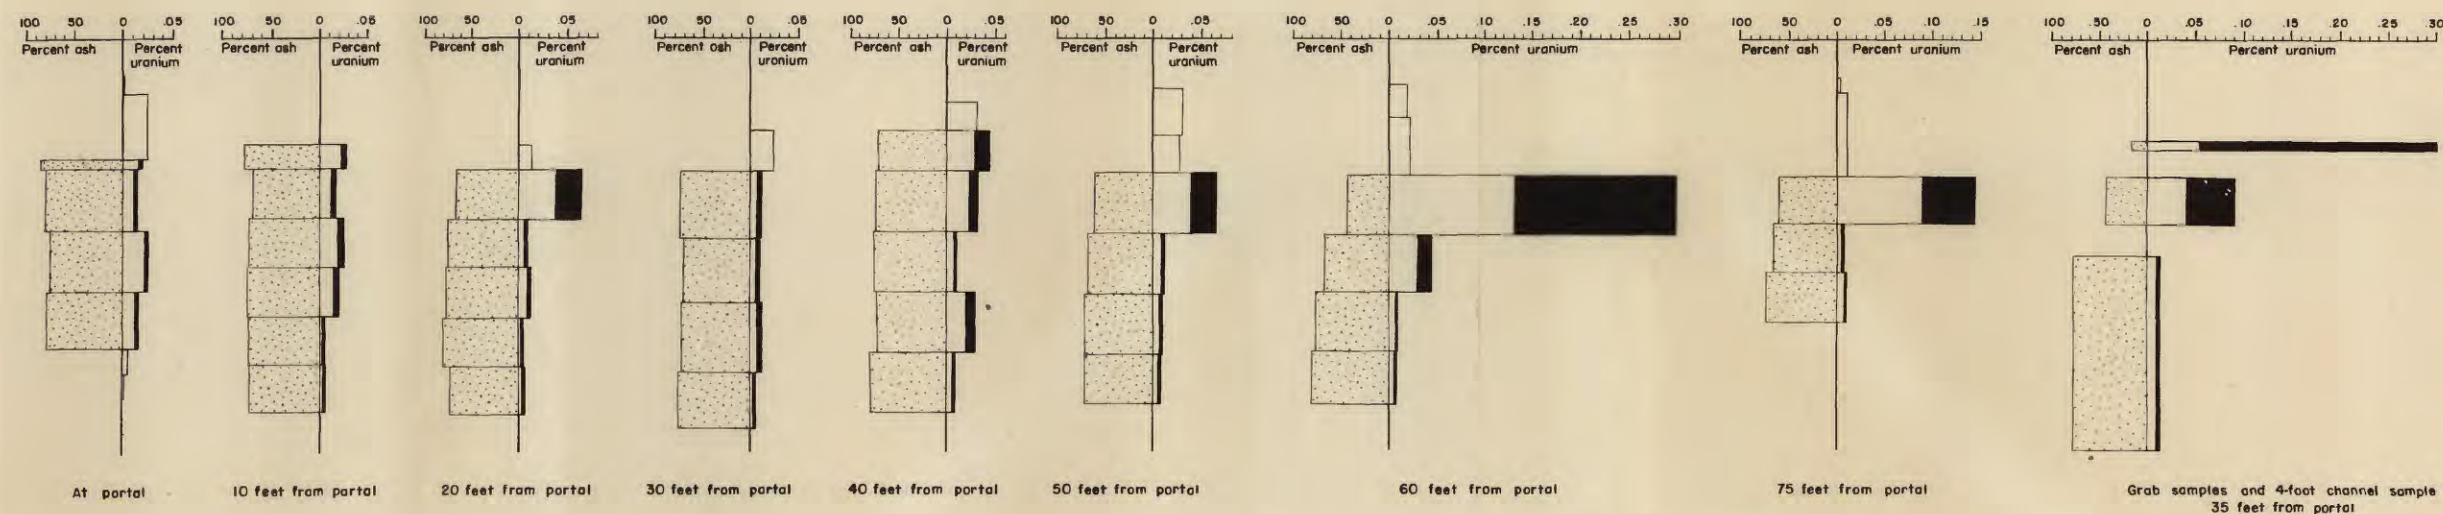 100 50 0 .05
Percent ash Percent
uranium
100 50 0 .05
Percent ash Percent
uranium
100 50 0 .05
Percent ash Percent
uranium
100 50 0 .05
Percent ash Percent
uranium
100 50 0 .05
Percent ash Percent
uranium
100 50 0 .05
Percent ash Percent
uranium
100 50 0 .05 .10 .15 .20 .25 .30
Percent ash Percent uranium
100 50 0 .05 .10 .15
Percent ash Percent uranium
100 50 0 .05 .10 .15 .20 .25 .30
Percent ash Percent uranium
At portal
10 feet from portal
20 feet from portal
30 feet from portal
40 feet from portal
50 feet from portal
60 feet from portal
75 feet from portal
Grab samples and 4-foot channel sample
35 feet from portal